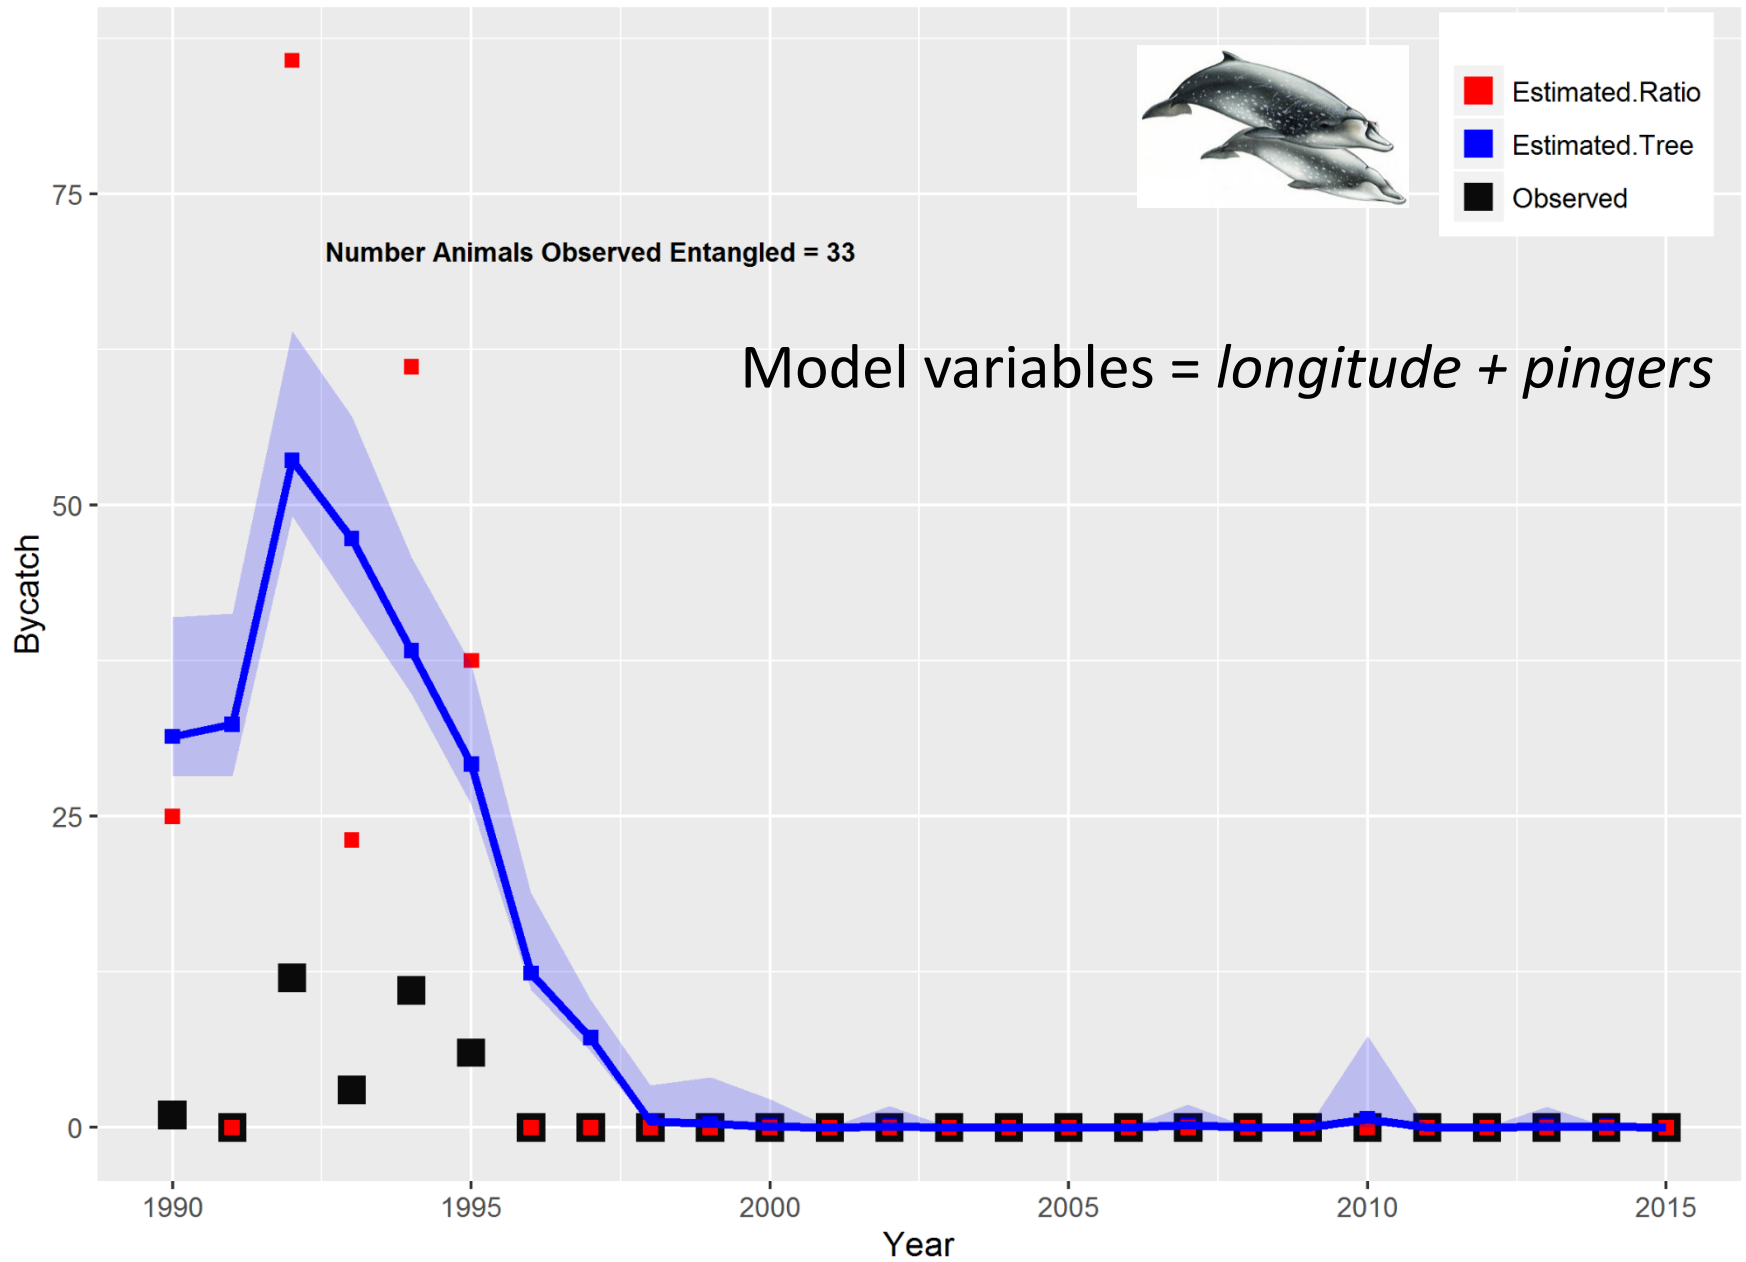 Estimated.Ratio
Estimated.Tree
Observed
75
Number Animals Observed Entangled = 33
Model variables = longitude + pingers
50
Bycatch
25
0
1990 1995 2000 2005 2010 2015
Year